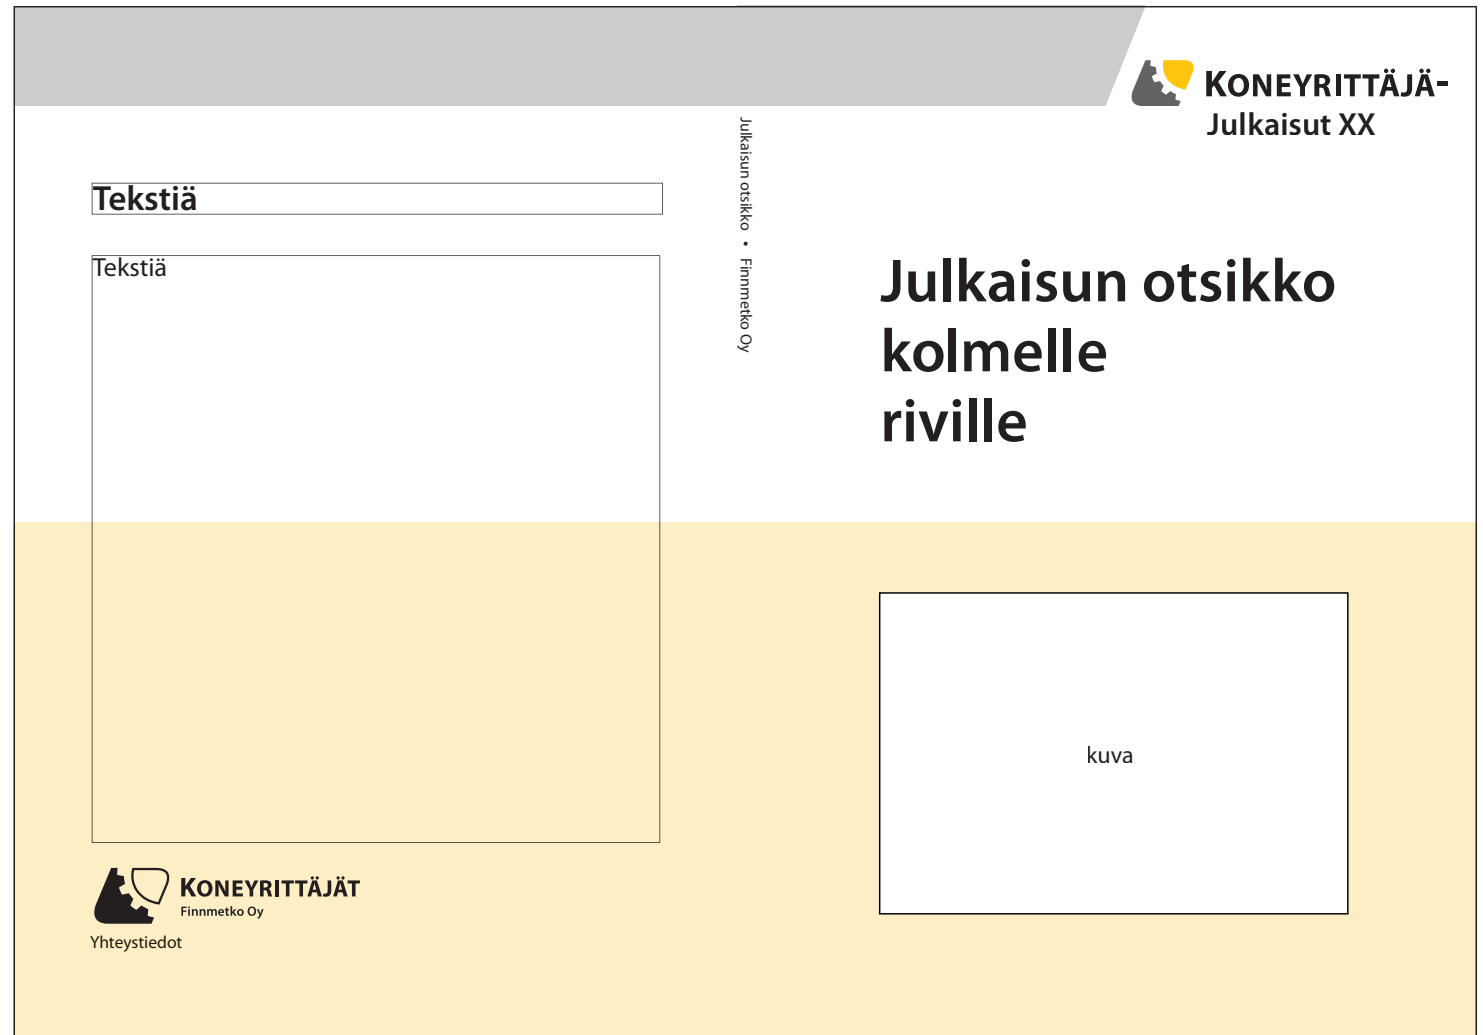 KONEYRITTÄJÄ-
Julkaisut XX
Tekstiä
Tekstiä
Julkaisun otsikko • Finnmetko Oy
Julkaisun otsikko
kolmelle
riville
kuva
KONEYRITTÄJÄT
Finnmetko Oy
Yhteystiedot